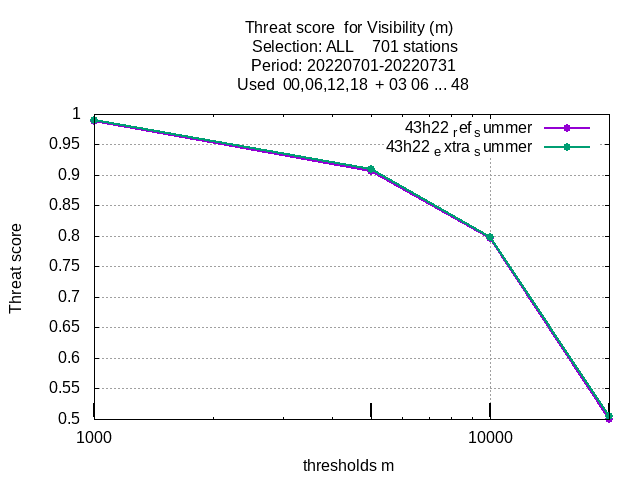 Threat score  for Visibility (m)
Selection: ALL    701 stations
Period: 20220701-20220731
Used  00,06,12,18  + 03 06 ... 48
43h22 ref summer
43h22 extra summer
1
0.95
0.9
0.85
0.8
0.75
0.7
0.65
0.6
0.55
0.5
Threat score
1000
10000
thresholds m